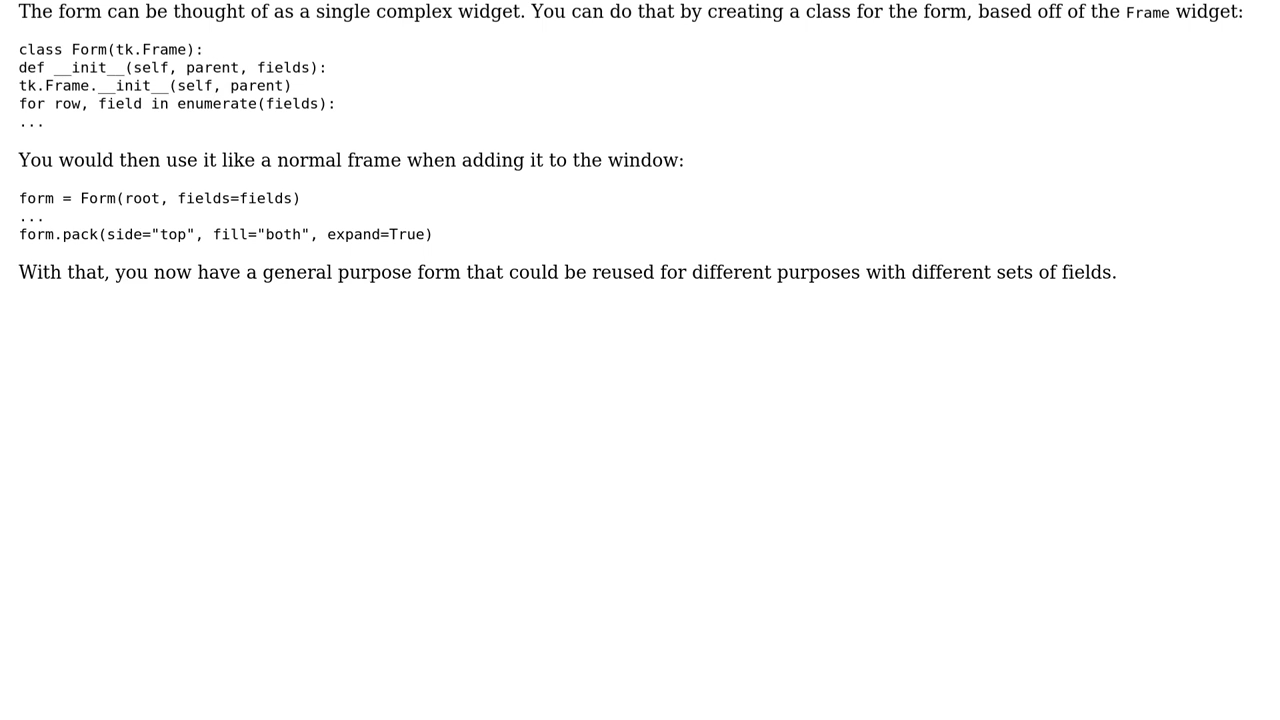 The form can be thought of as a single complex widget. You can do that by creating a class for the form, based off of the Frame widget:
class Form(tk.Frame):
def __init__(self, parent, fields):
tk.Frame.__init__(self, parent)
for row, field in enumerate(fields):
...
You would then use it like a normal frame when adding it to the window:
form = Form(root, fields=fields)
...
form.pack(side="top", fill="both", expand=True)
With that, you now have a general purpose form that could be reused for different purposes with different sets of fields.